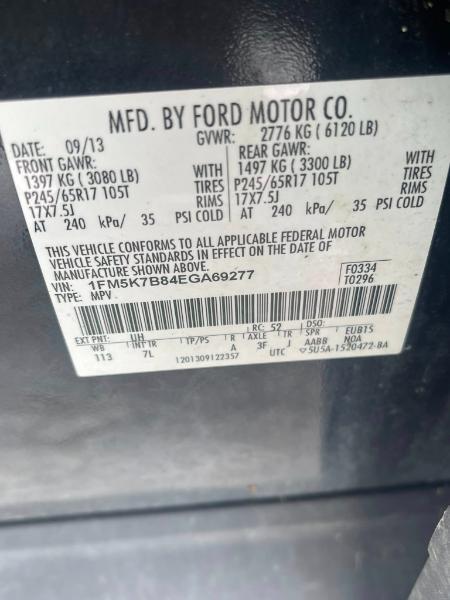 MFD. BY FORD MOTOR CO.
DATE: 09/13 GVWR: 2776 KG ( 6120 LB)
FRONT GAWR: REAR GAWR:
1397 KG ( 3080 LB) WITH 1497 KG ( 3300 LB) WITH
P245/65R17 105T TIRES P245/65R17 105T TIRES
17X7.5J RIMS 17X7.5J RIMS
AT 240 kPa/ 35 PSI COLD AT 240 kPa/ 35 PSI COLD
THIS VEHICLE CONFORMS TO ALL APPLICABLE FEDERAL MOTOR
VEHICLE SAFETY STANDARDS IN EFFECT ON THE DATE OF
MANUFACTURE SHOWN ABOVE.
VIN: 1FM5K7B84EGA69277 F0334
TYPE: MPV T0296
EXT PNT: UH RC: 52 DSO:
WB INT TR TP/PS R AXLE TR SPR EUB1S
113 7L A 3F J AABB N0A
1201309122357 UTC 5U5A-1520472-BA